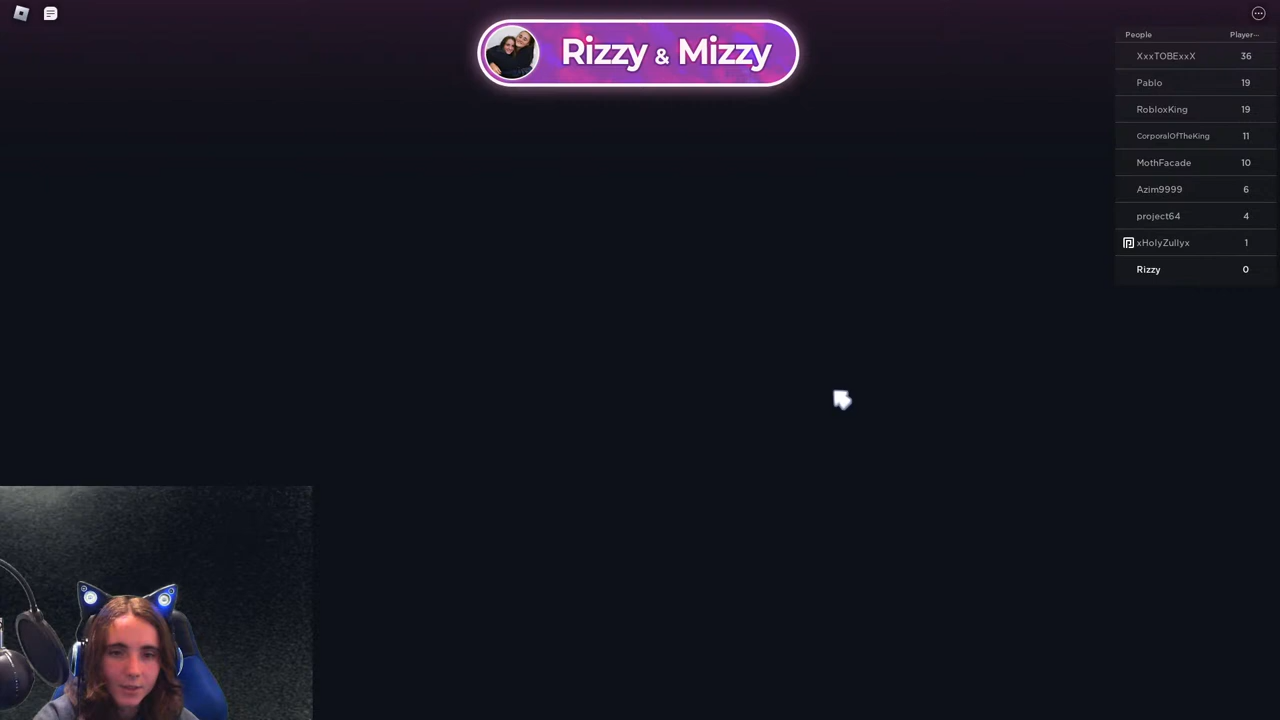 Rizzy & Mizzy
People Player...
XxxTOBExxX 36
Pablo 19
RobloxKing 19
CorporalOfTheKing 11
MothFacade 10
Azim9999 6
project64 4
xHolyZullyx 1
Rizzy 0